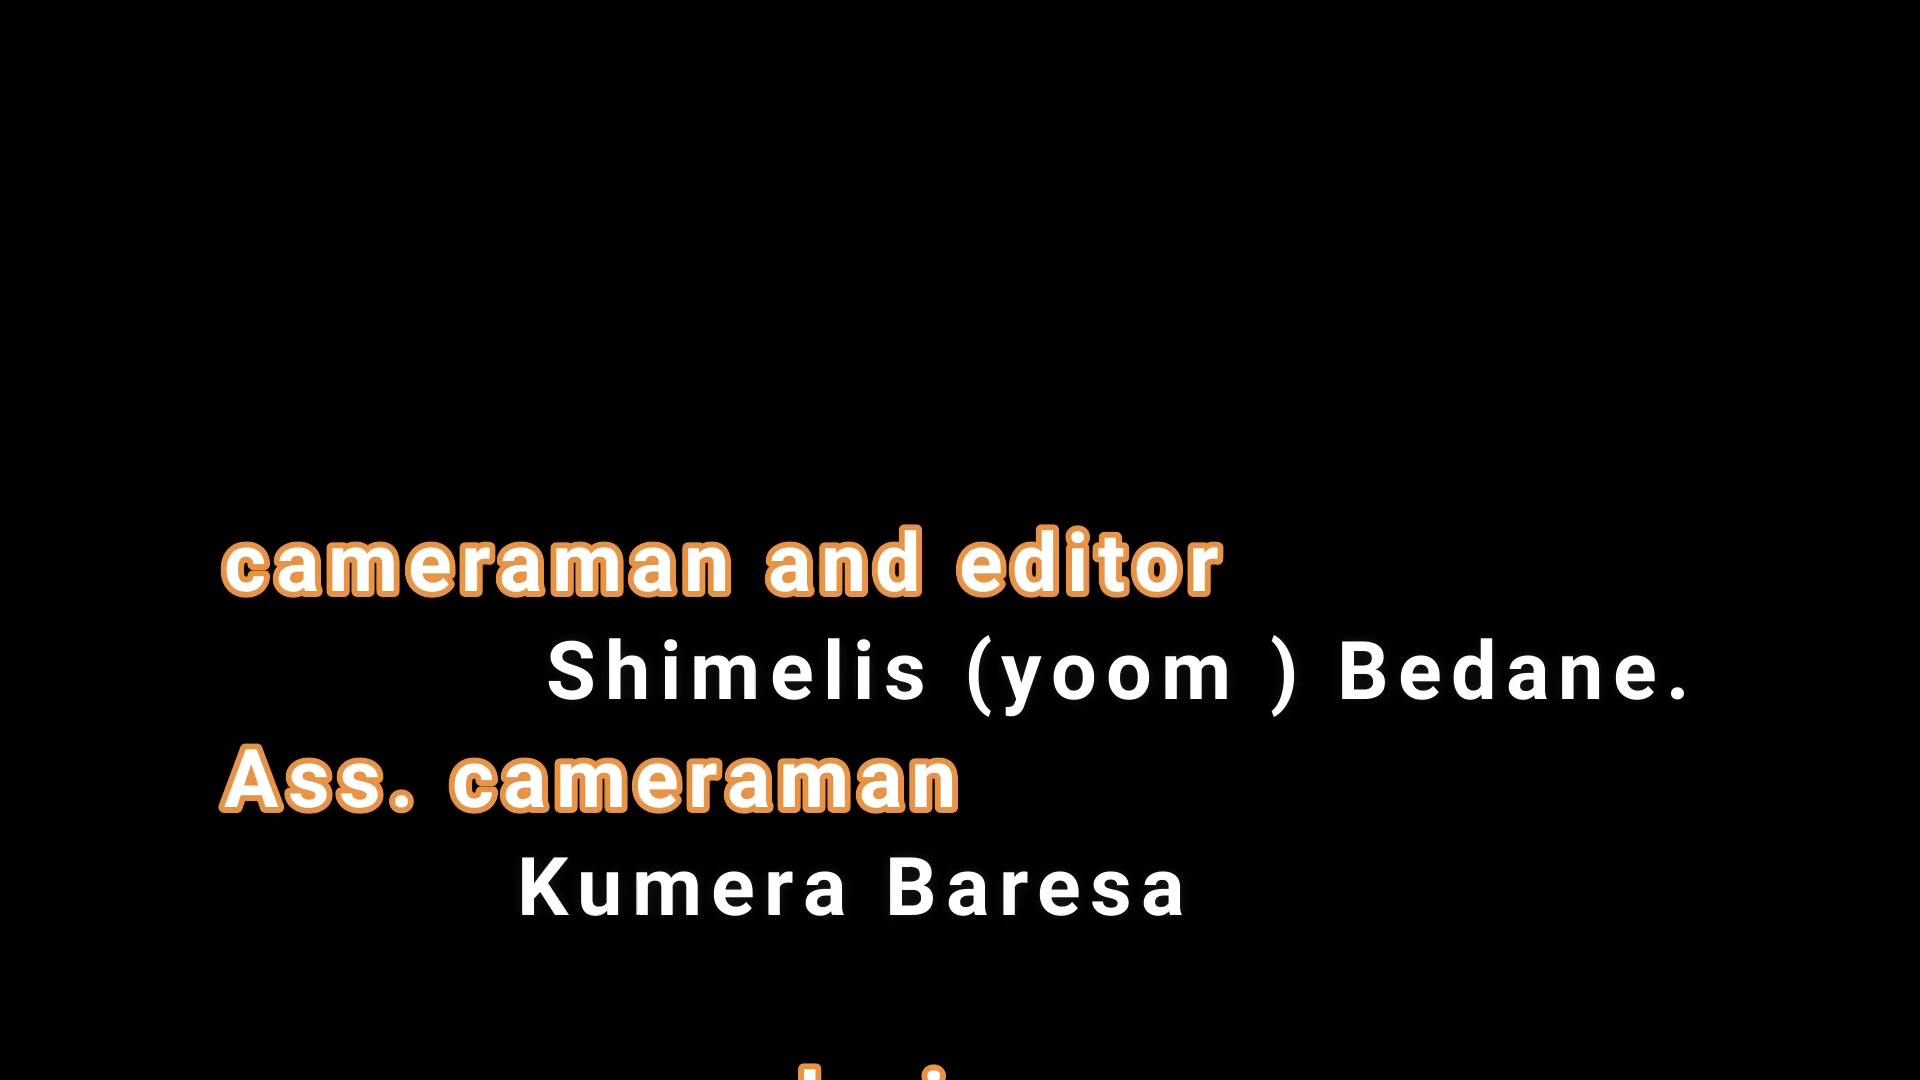 cameraman and editor
Shimelis (yoom ) Bedane.
Ass. cameraman
Kumera Baresa